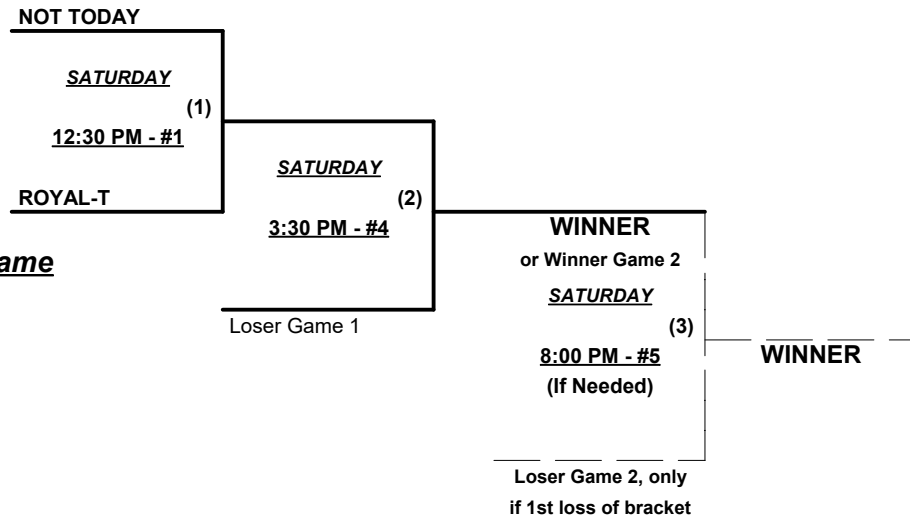 NOT TODAY
SATURDAY
(1)
12:30 PM - #1
ROYAL-T
SATURDAY
(2)
3:30 PM - #4
Loser Game 1
WINNER
or Winner Game 2
SATURDAY
(3)
8:00 PM - #5
(If Needed)
WINNER
Loser Game 2, only
if 1st loss of bracket